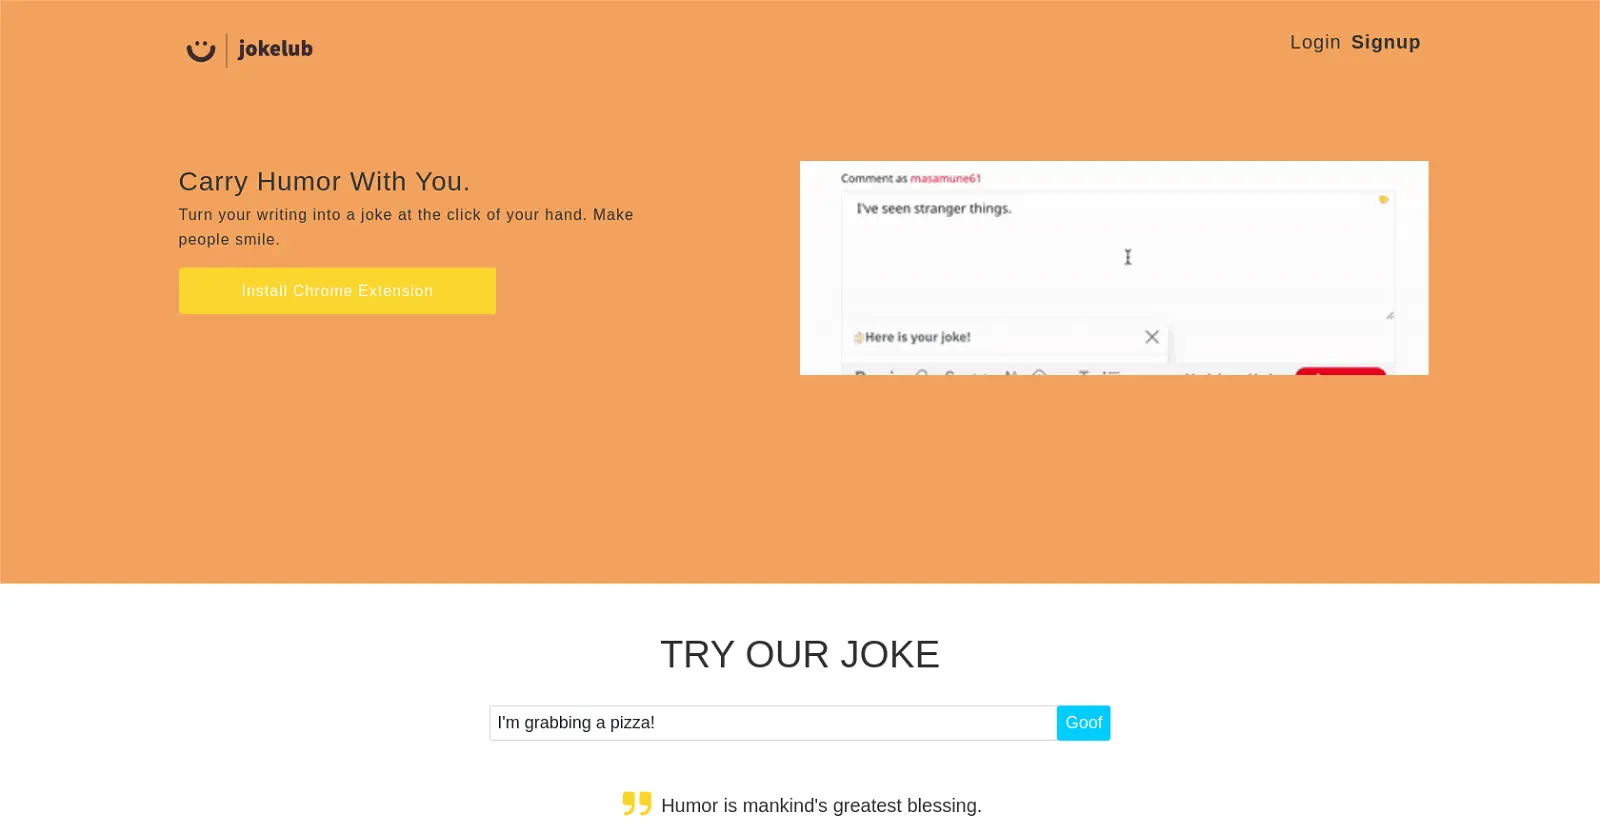 jokelub
Login Signup
Carry Humor With You.
Turn your writing into a joke at the click of your hand. Make
people smile.
Install Chrome Extension
Comment as masamune61
I've seen stranger things.
Here is your joke!
TRY OUR JOKE
I'm grabbing a pizza! Goof
Humor is mankind's greatest blessing.